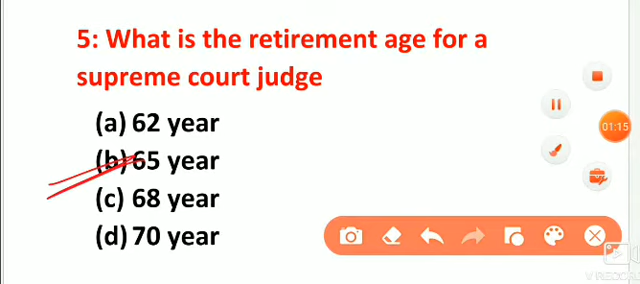 5: What is the retirement age for a
supreme court judge
(a) 62 year
(b) 65 year
(c) 68 year
(d) 70 year
01:15